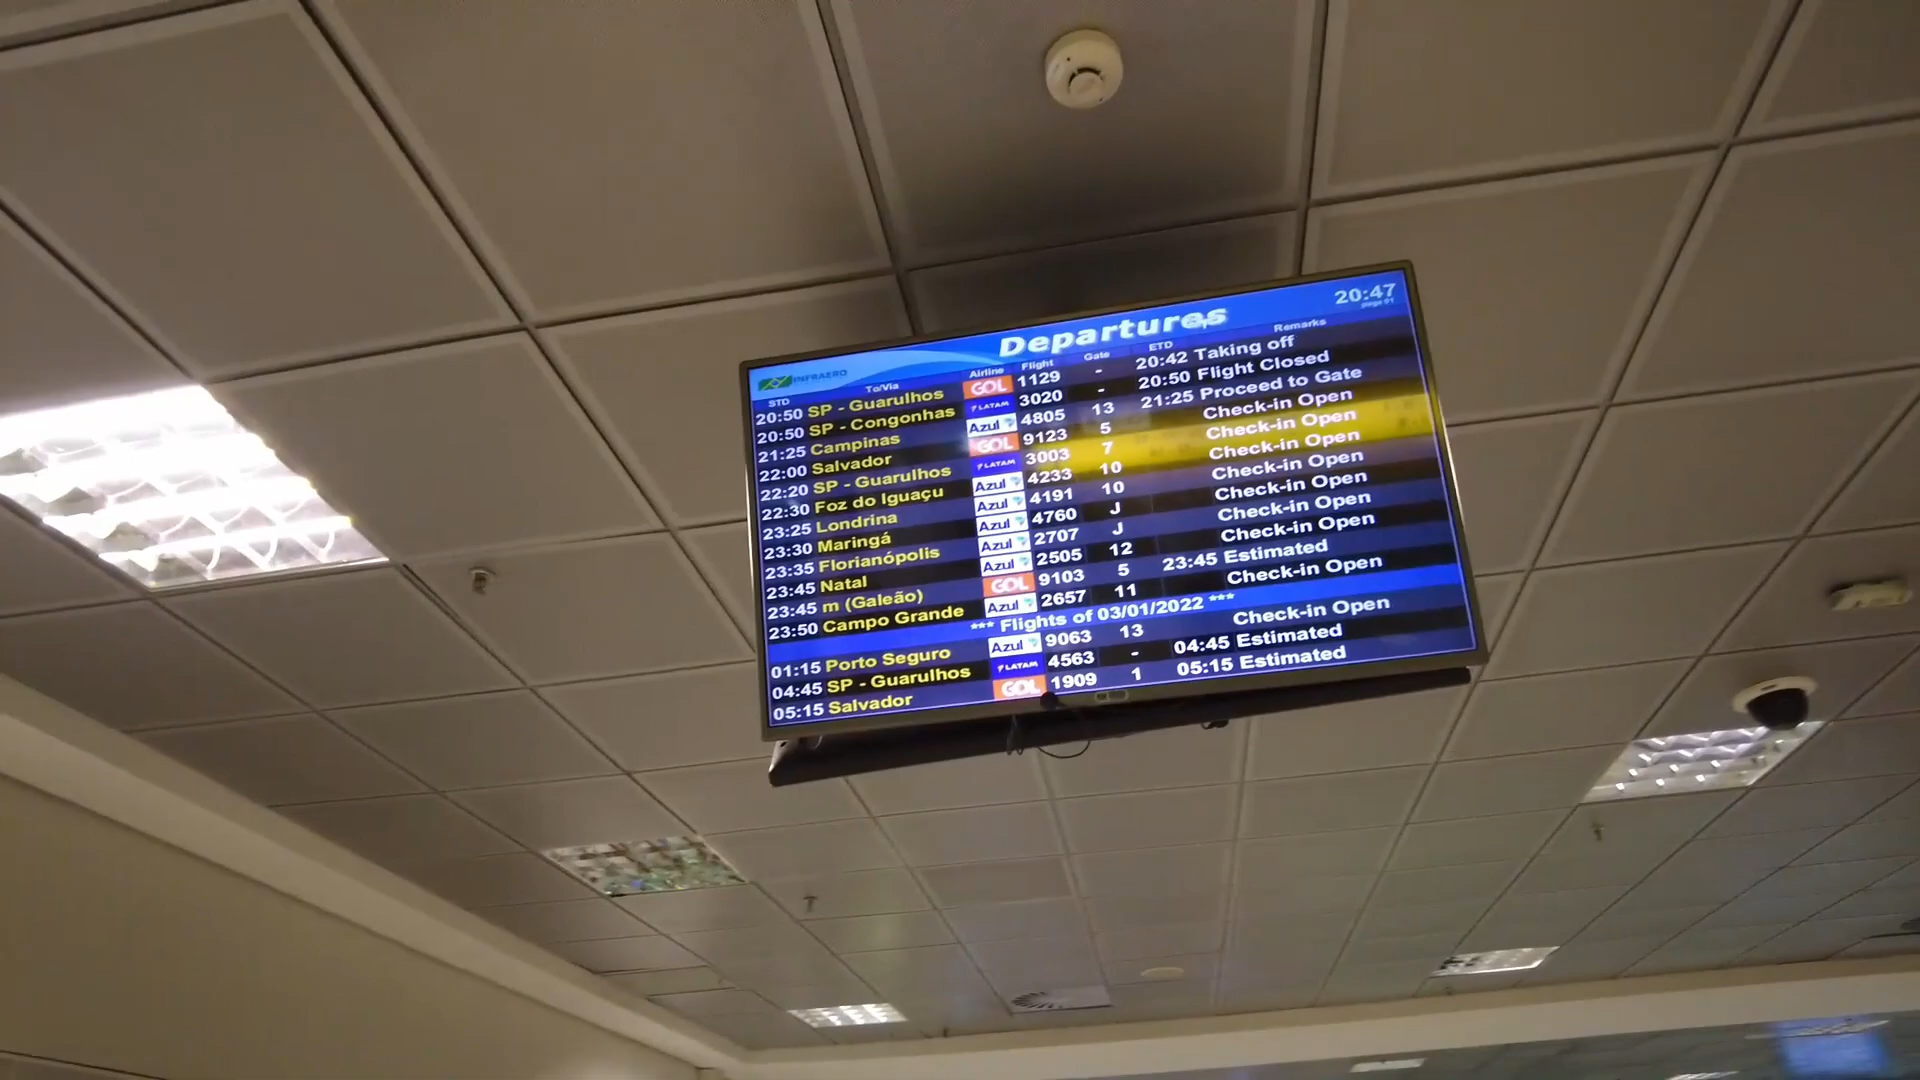 INFRAERO Departures 20:47
STD To/Via Airline Flight Gate ETD Remarks
20:50 SP - Guarulhos GOL 1129 - 20:42 Taking off
20:50 SP - Congonhas LATAM 3020 - 20:50 Flight Closed
21:25 Campinas Azul 4805 13 21:25 Proceed to Gate
22:00 Salvador GOL 9123 5 Check-in Open
22:20 SP - Guarulhos LATAM 3003 7 Check-in Open
22:30 Foz do Iguaçu Azul 4233 10 Check-in Open
23:25 Londrina Azul 4191 10 Check-in Open
23:30 Maringá Azul 4760 J Check-in Open
23:35 Florianópolis Azul 2707 J Check-in Open
23:45 Natal Azul 2505 12 Check-in Open
23:45 m (Galeão) GOL 9103 5 23:45 Estimated
23:50 Campo Grande Azul 2657 11 Check-in Open
*** Flights of 03/01/2022 ***
01:15 Porto Seguro Azul 9063 13 Check-in Open
04:45 SP - Guarulhos LATAM 4563 - 04:45 Estimated
05:15 Salvador GOL 1909 1 05:15 Estimated